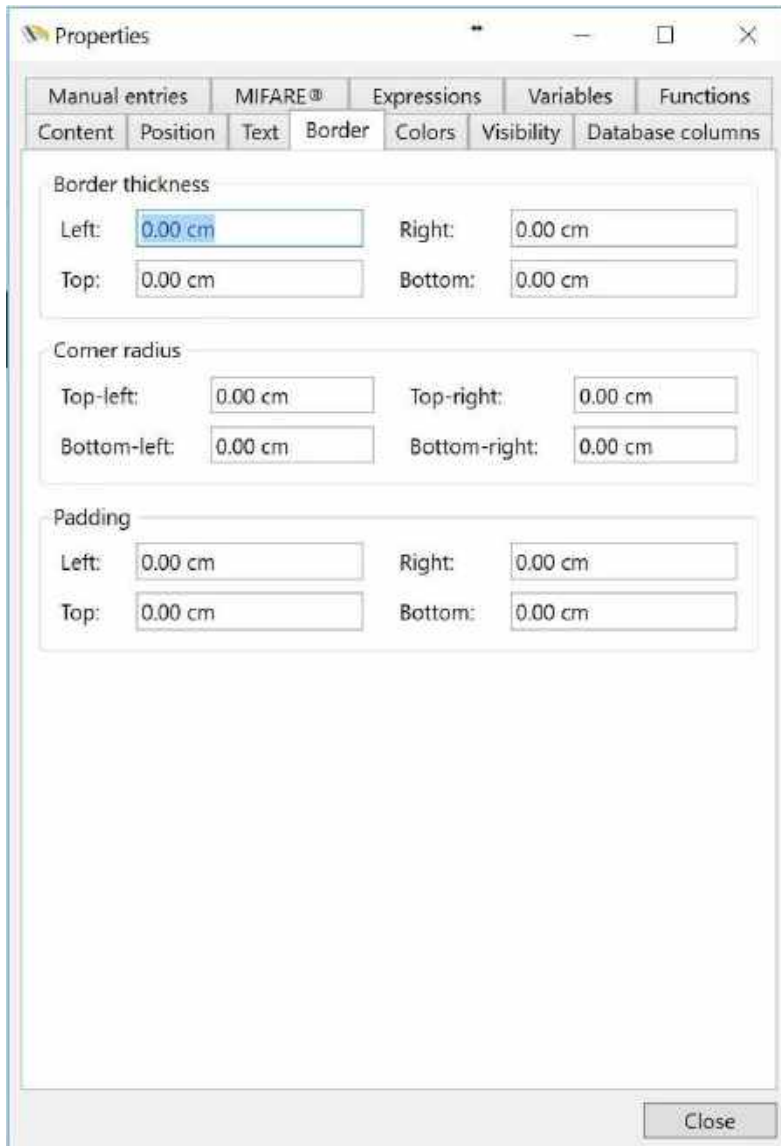 Properties
Manual entries MIFARE® Expressions Variables Functions
Content Position Text Border Colors Visibility Database columns
Border thickness
Left: 0.00 cm Right: 0.00 cm
Top: 0.00 cm Bottom: 0.00 cm
Corner radius
Top-left: 0.00 cm Top-right: 0.00 cm
Bottom-left: 0.00 cm Bottom-right: 0.00 cm
Padding
Left: 0.00 cm Right: 0.00 cm
Top: 0.00 cm Bottom: 0.00 cm
Close